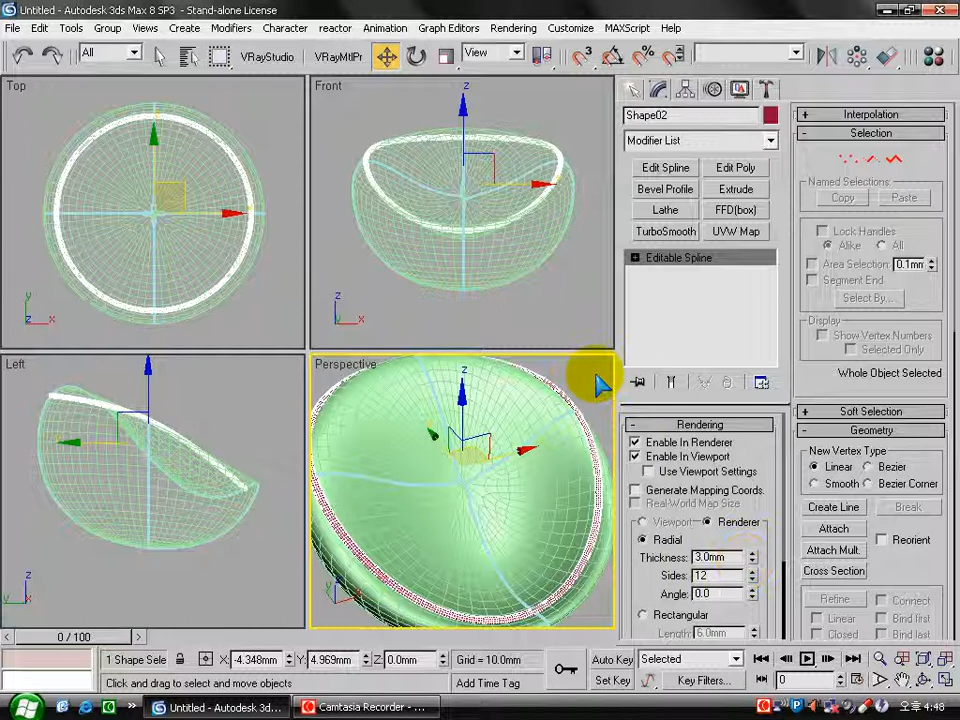 Untitled - Autodesk 3ds Max 8 SP3 - Stand-alone License
File Edit Tools Group Views Create Modifiers Character reactor Animation Graph Editors Rendering Customize MAXScript Help
All VRayStudio VRayMtlPr View
Top
Front
Left
Perspective
Shape02
Modifier List
Edit Spline Edit Poly
Bevel Profile Extrude
Lathe FFD(box)
TurboSmooth UVW Map
Editable Spline
Rendering
Enable In Renderer
Enable In Viewport
Use Viewport Settings
Generate Mapping Coords.
Real-World Map Size
Viewport Renderer
Radial
Thickness: 3.0mm
Sides: 12
Angle: 0.0
Rectangular
Length: 6.0mm
Interpolation
Selection
Named Selections:
Copy Paste
Lock Handles
Alike All
Area Selection: 0.1mm
Segment End
Select By...
Display
Show Vertex Numbers
Selected Only
Whole Object Selected
Soft Selection
Geometry
New Vertex Type
Linear Bezier
Smooth Bezier Corner
Create Line Break
Attach Reorient
Attach Mult.
Cross Section
Refine Connect
Linear Bind first
Closed Bind last
0 / 100
1 Shape Sele X: -4.348mm Y: 4.969mm Z: 0.0mm Grid = 10.0mm Auto Key Selected
Click and drag to select and move objects Add Time Tag Set Key Key Filters... 0
Untitled - Autodesk 3d... Camtasia Recorder - ... 오후 4:48